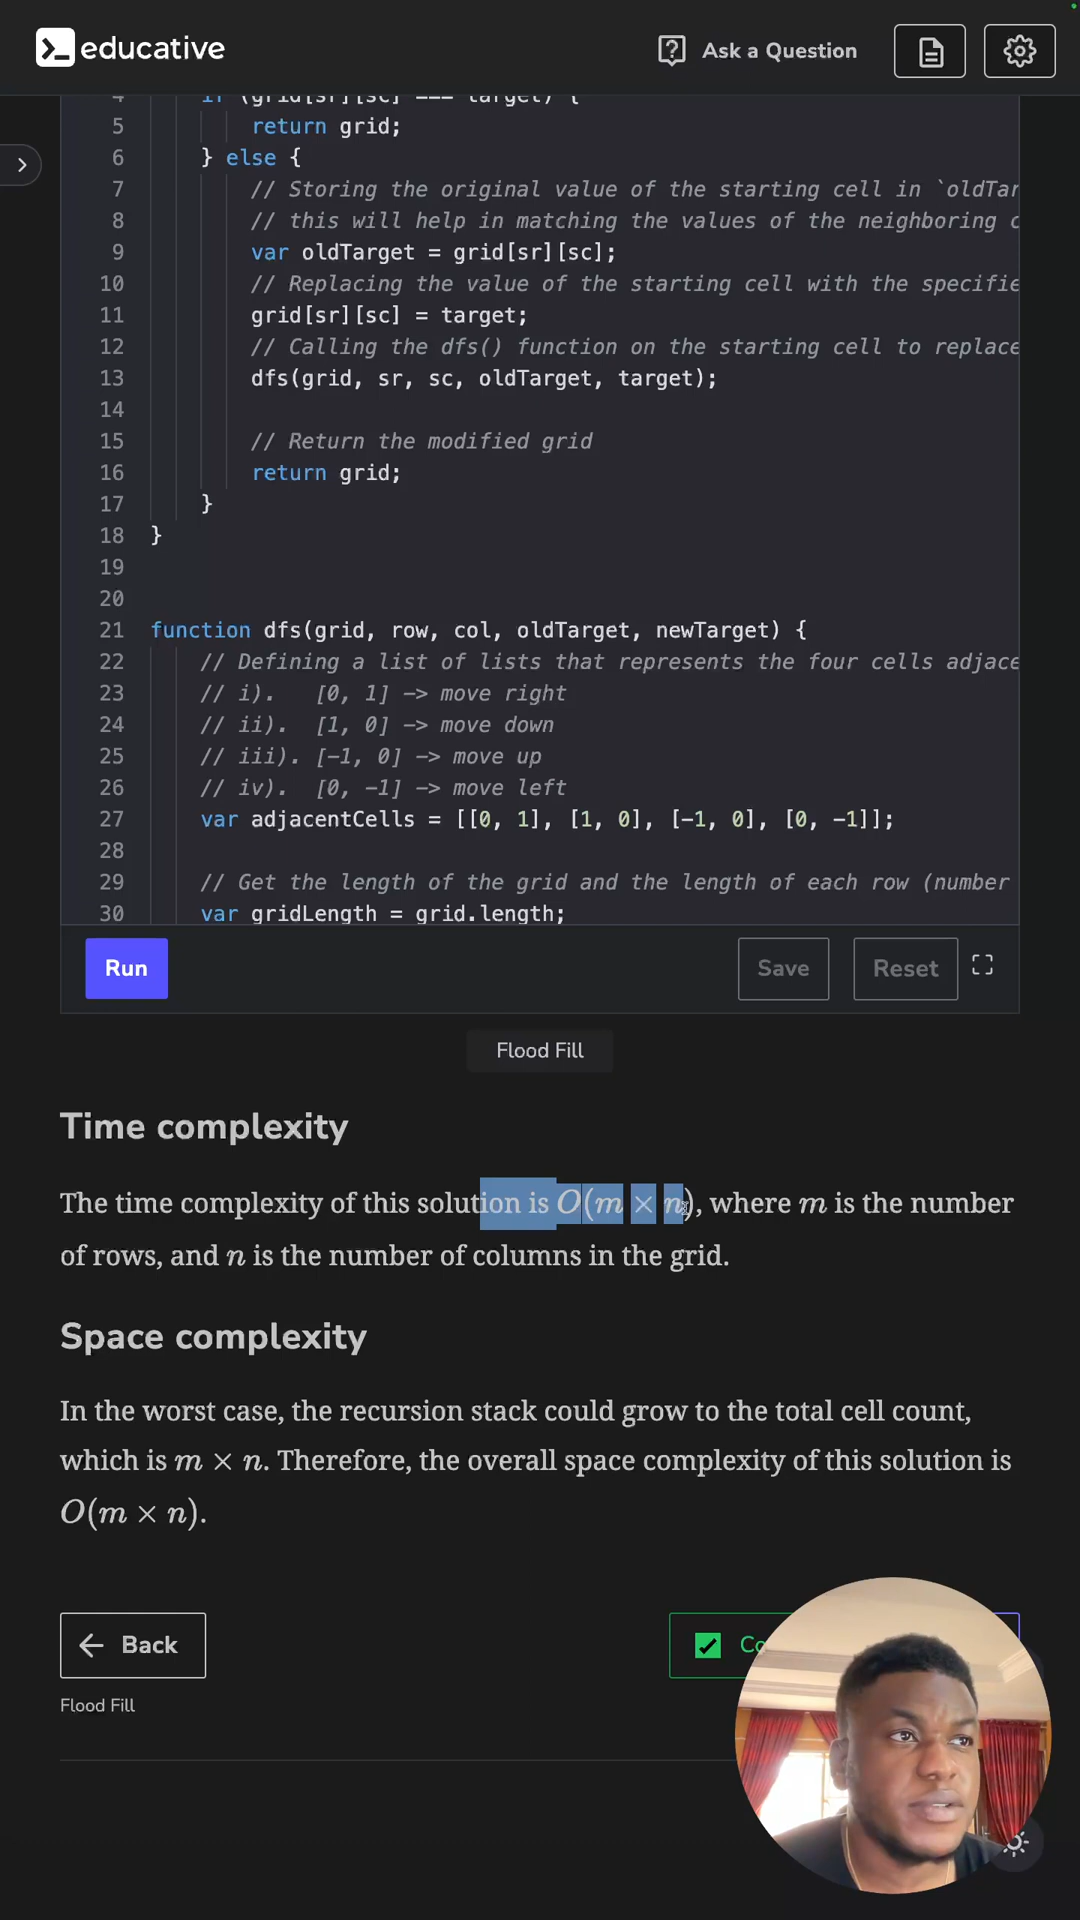 educative
Ask a Question
4 if (grid[sr][sc] === target) {
5 return grid;
6 } else {
7 // Storing the original value of the starting cell in `oldTar
8 // this will help in matching the values of the neighboring c
9 var oldTarget = grid[sr][sc];
10 // Replacing the value of the starting cell with the specifie
11 grid[sr][sc] = target;
12 // Calling the dfs() function on the starting cell to replace
13 dfs(grid, sr, sc, oldTarget, target);
14
15 // Return the modified grid
16 return grid;
17 }
18 }
19
20
21 function dfs(grid, row, col, oldTarget, newTarget) {
22 // Defining a list of lists that represents the four cells adjace
23 // i). [0, 1] -> move right
24 // ii). [1, 0] -> move down
25 // iii). [-1, 0] -> move up
26 // iv). [0, -1] -> move left
27 var adjacentCells = [[0, 1], [1, 0], [-1, 0], [0, -1]];
28
29 // Get the length of the grid and the length of each row (number
30 var gridLength = grid.length;
Run Save Reset
Flood Fill
Time complexity
The time complexity of this solution is O(m × n), where m is the number
of rows, and n is the number of columns in the grid.
Space complexity
In the worst case, the recursion stack could grow to the total cell count,
which is m × n. Therefore, the overall space complexity of this solution is
O(m × n).
← Back
Flood Fill